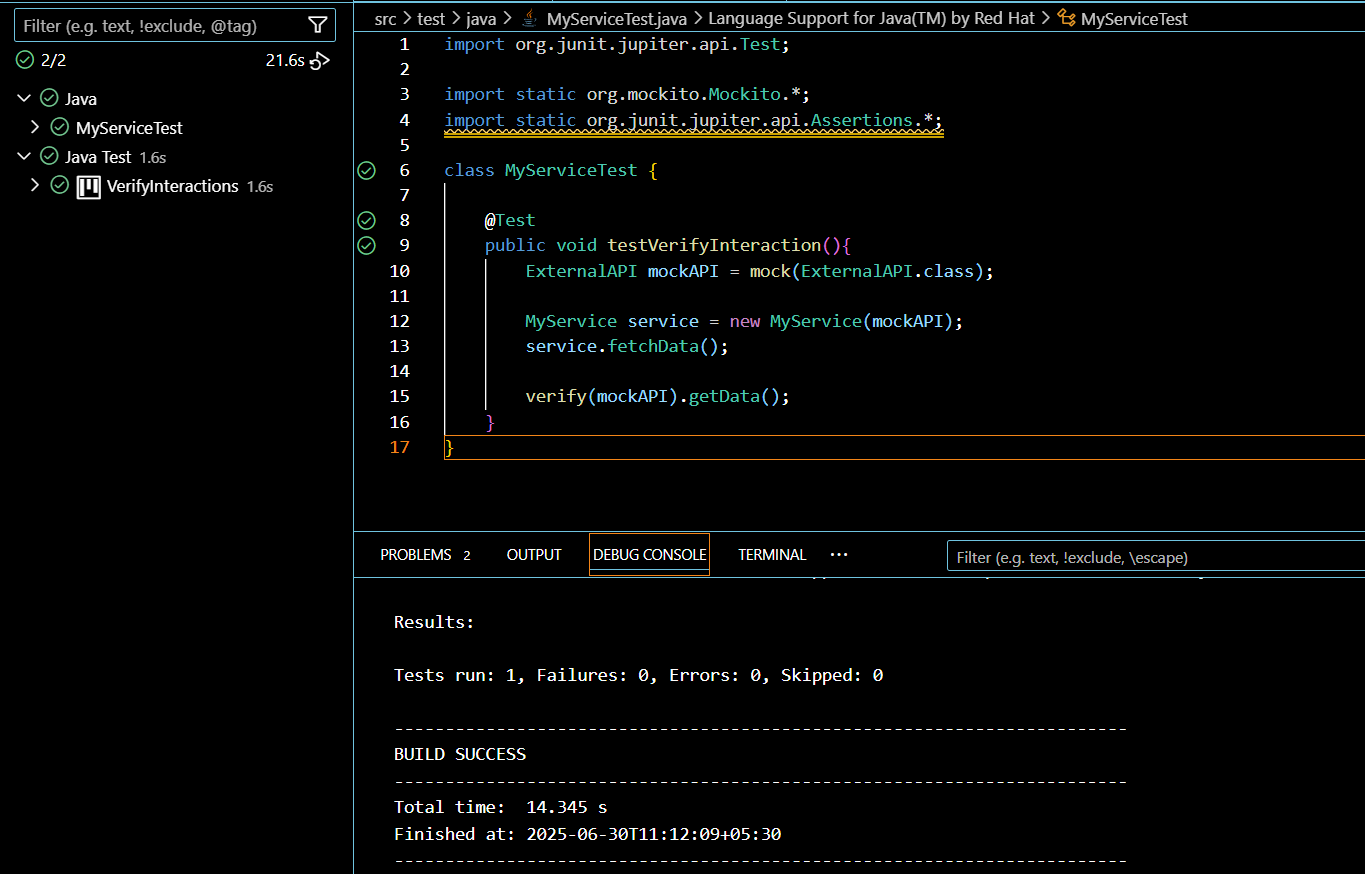 Filter (e.g. text, !exclude, @tag)
2/2 21.6s
Java
MyServiceTest
Java Test 1.6s
VerifyInteractions 1.6s
src > test > java > MyServiceTest.java > Language Support for Java(TM) by Red Hat > MyServiceTest
1 import org.junit.jupiter.api.Test;
2
3 import static org.mockito.Mockito.*;
4 import static org.junit.jupiter.api.Assertions.*;
5
6 class MyServiceTest {
7
8 @Test
9 public void testVerifyInteraction(){
10 ExternalAPI mockAPI = mock(ExternalAPI.class);
11
12 MyService service = new MyService(mockAPI);
13 service.fetchData();
14
15 verify(mockAPI).getData();
16 }
17 }
PROBLEMS 2 OUTPUT DEBUG CONSOLE TERMINAL ··· Filter (e.g. text, !exclude, \escape)
Results:
Tests run: 1, Failures: 0, Errors: 0, Skipped: 0
------------------------------------------------------------------------
BUILD SUCCESS
------------------------------------------------------------------------
Total time:  14.345 s
Finished at: 2025-06-30T11:12:09+05:30
------------------------------------------------------------------------